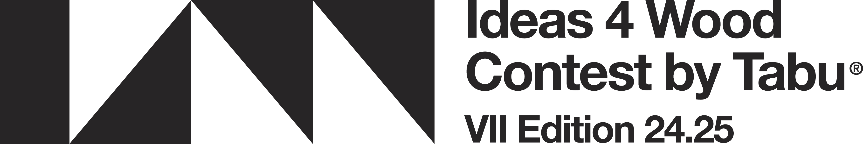 Ideas 4 Wood
Contest by Tabu®
VII Edition 24.25